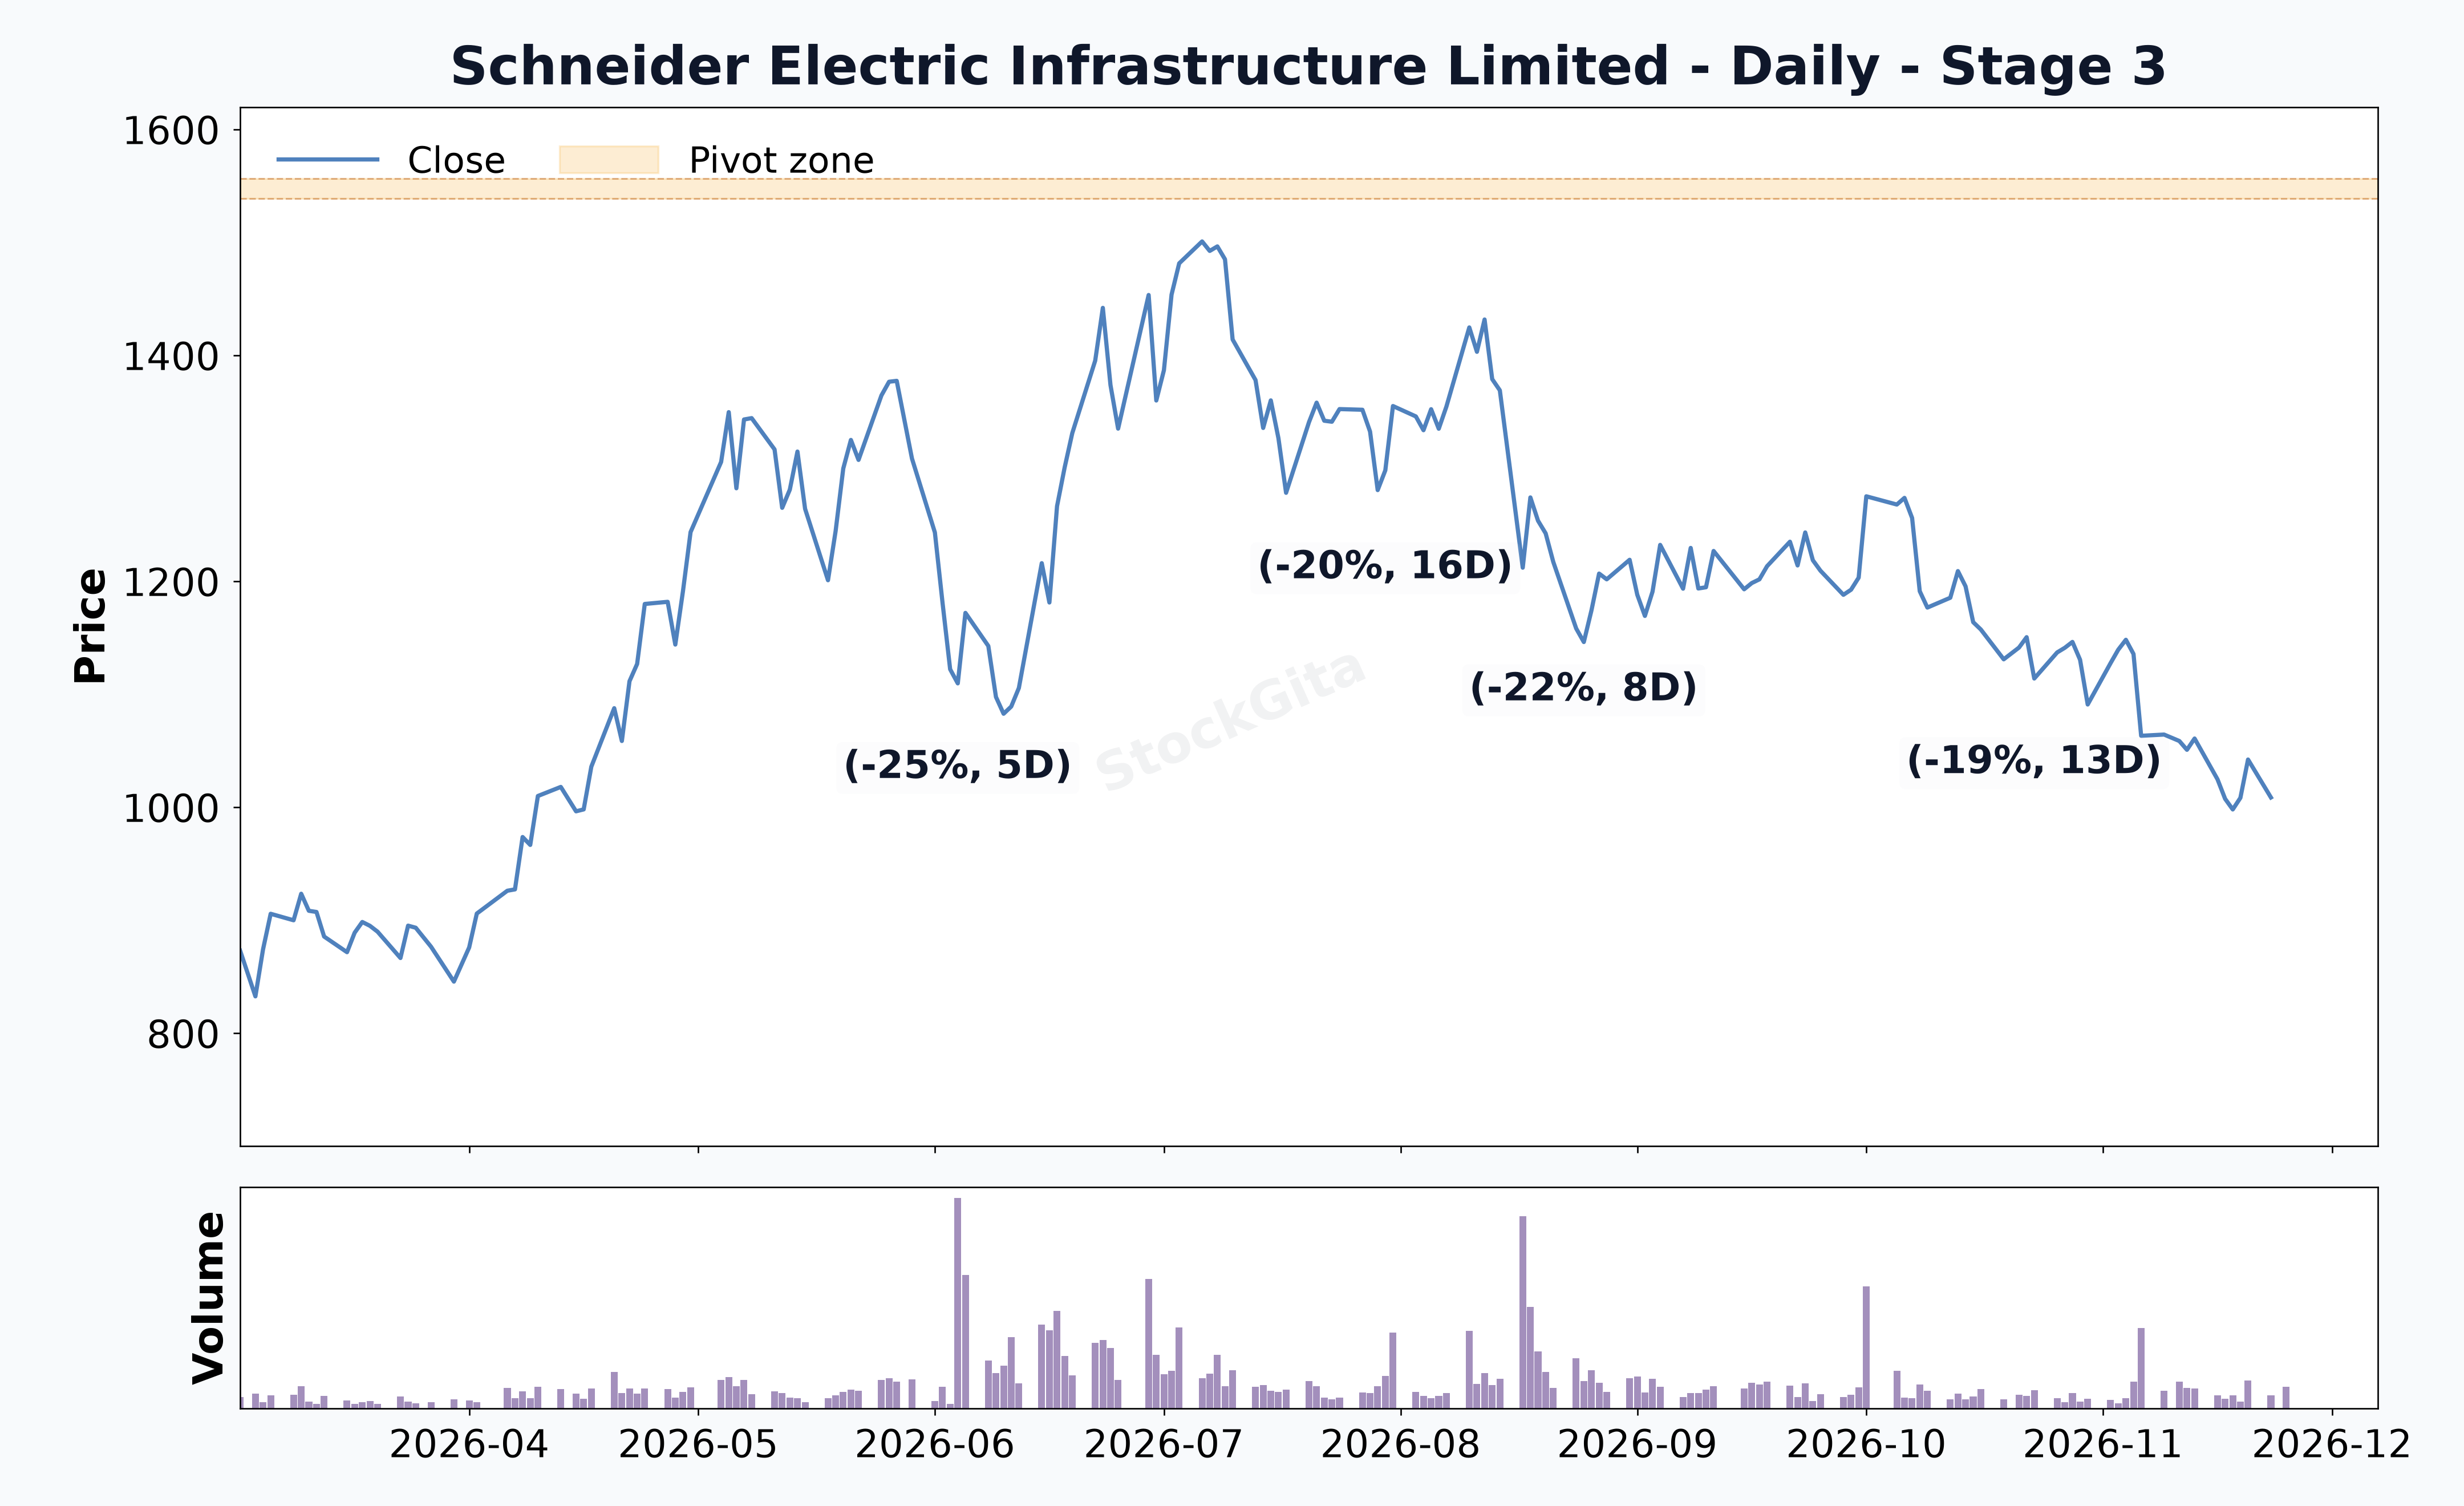 Schneider Electric Infrastructure Limited - Daily - Stage 3
1600
Close
Pivot zone
1400
1200
1000
800
Price
(-20%, 16D)
(-22%, 8D)
(-25%, 5D)
(-19%, 13D)
StockGita
Volume
2026-04
2026-05
2026-06
2026-07
2026-08
2026-09
2026-10
2026-11
2026-12